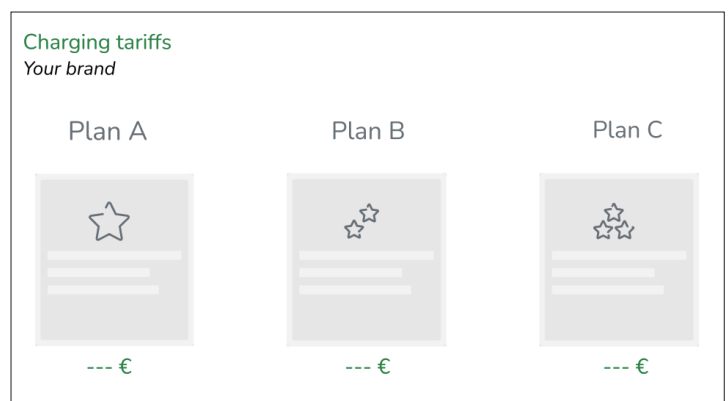 Charging tariffs
Your brand
Plan A
Plan B
Plan C
--- €
--- €
--- €